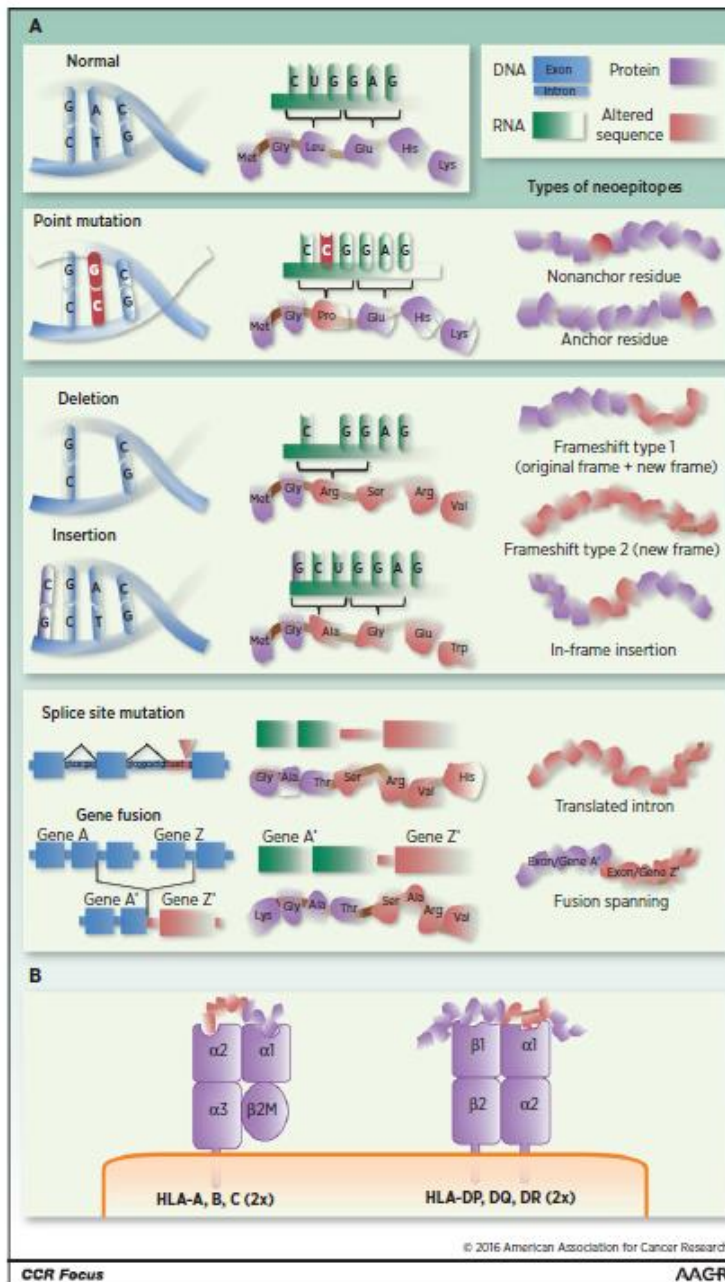 A
Normal
G A C
C T G
C U G G A G
Met Gly Leu Glu His Lys
DNA Exon Protein
Intron
RNA Altered
sequence
Types of neoepitopes
Point mutation
G G C
C C G
C C G G A G
Met Gly Pro Glu His Lys
Nonanchor residue
Anchor residue
Deletion
G C
C G
C G G A G
Met Gly Arg Ser Arg Val
Frameshift type 1
(original frame + new frame)
Frameshift type 2 (new frame)
Insertion
C G A C
G C T G
G C U G G A G
Met Gly Ala Gly Glu Trp
In-frame insertion
Splice site mutation
Gly Ala Thr Ser Arg Val His
Translated intron
Gene fusion
Gene A Gene Z
Gene A' Gene Z'
Gene A' Gene Z'
Lys Gly Ala Thr Ser Ala Arg Val
Exon/Gene A' Exon/Gene Z'
Fusion spanning
B
α2 α1
α3 β2M
HLA-A, B, C (2x)
β1 α1
β2 α2
HLA-DP, DQ, DR (2x)
© 2016 American Association for Cancer Research
CCR Focus